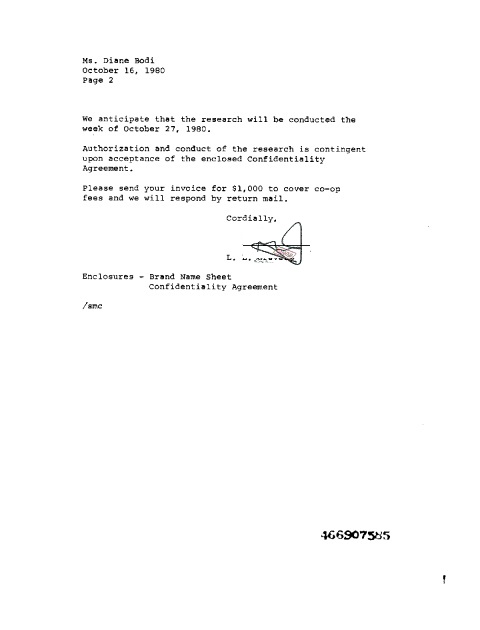 Ms. Diane Bodi
October 16, 1980
Page 2
We anticipate that the research will be conducted the
week of October 27, 1980.
Authorization and conduct of the research is contingent
upon acceptance of the enclosed Confidentiality
Agreement.
Please send your invoice for $1,000 to cover co-op
fees and we will respond by return mail.
Cordially,
L.
Enclosures - Brand Name Sheet
Confidentiality Agreement
/smc
466907585